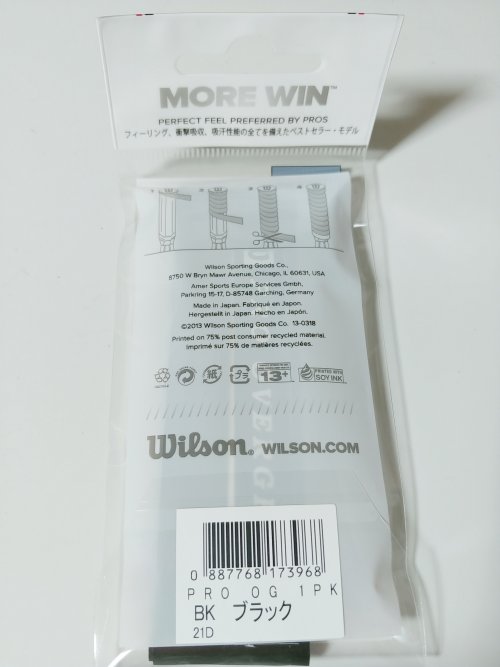 MORE WIN™
PERFECT FEEL PREFERRED BY PROS
フィーリング、衝撃吸収、吸汗性能の全てを備えたベストセラー・モデル
Wilson Sporting Goods Co.,
8750 W Bryn Mawr Avenue, Chicago, IL 60631, USA
Amer Sports Europe Services Gmbh,
Parkring 15-17, D-85748 Garching, Germany
Made in Japan. Fabriqué en Japon.
Hergestellt in Japan. Hecho en Japón.
©2013 Wilson Sporting Goods Co. 13-0318
Printed on 75% post consumer recycled material.
Imprimé sur 75% de matières recyclées.
紙 プラ 13+ PRINTED WITH SOY INK
Wilson® WILSON.COM
0 887768 173968
PRO OG 1PK
BK ブラック
21D